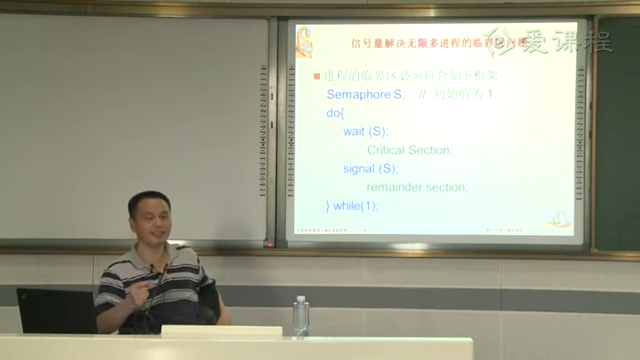 信号量解决无限多进程的临界区问题
爱课程
进程的临界区必须符合如下框架
Semaphore S; // 初始值为 1
do{
wait (S);
Critical Section;
signal (S);
remainder section;
} while(1);